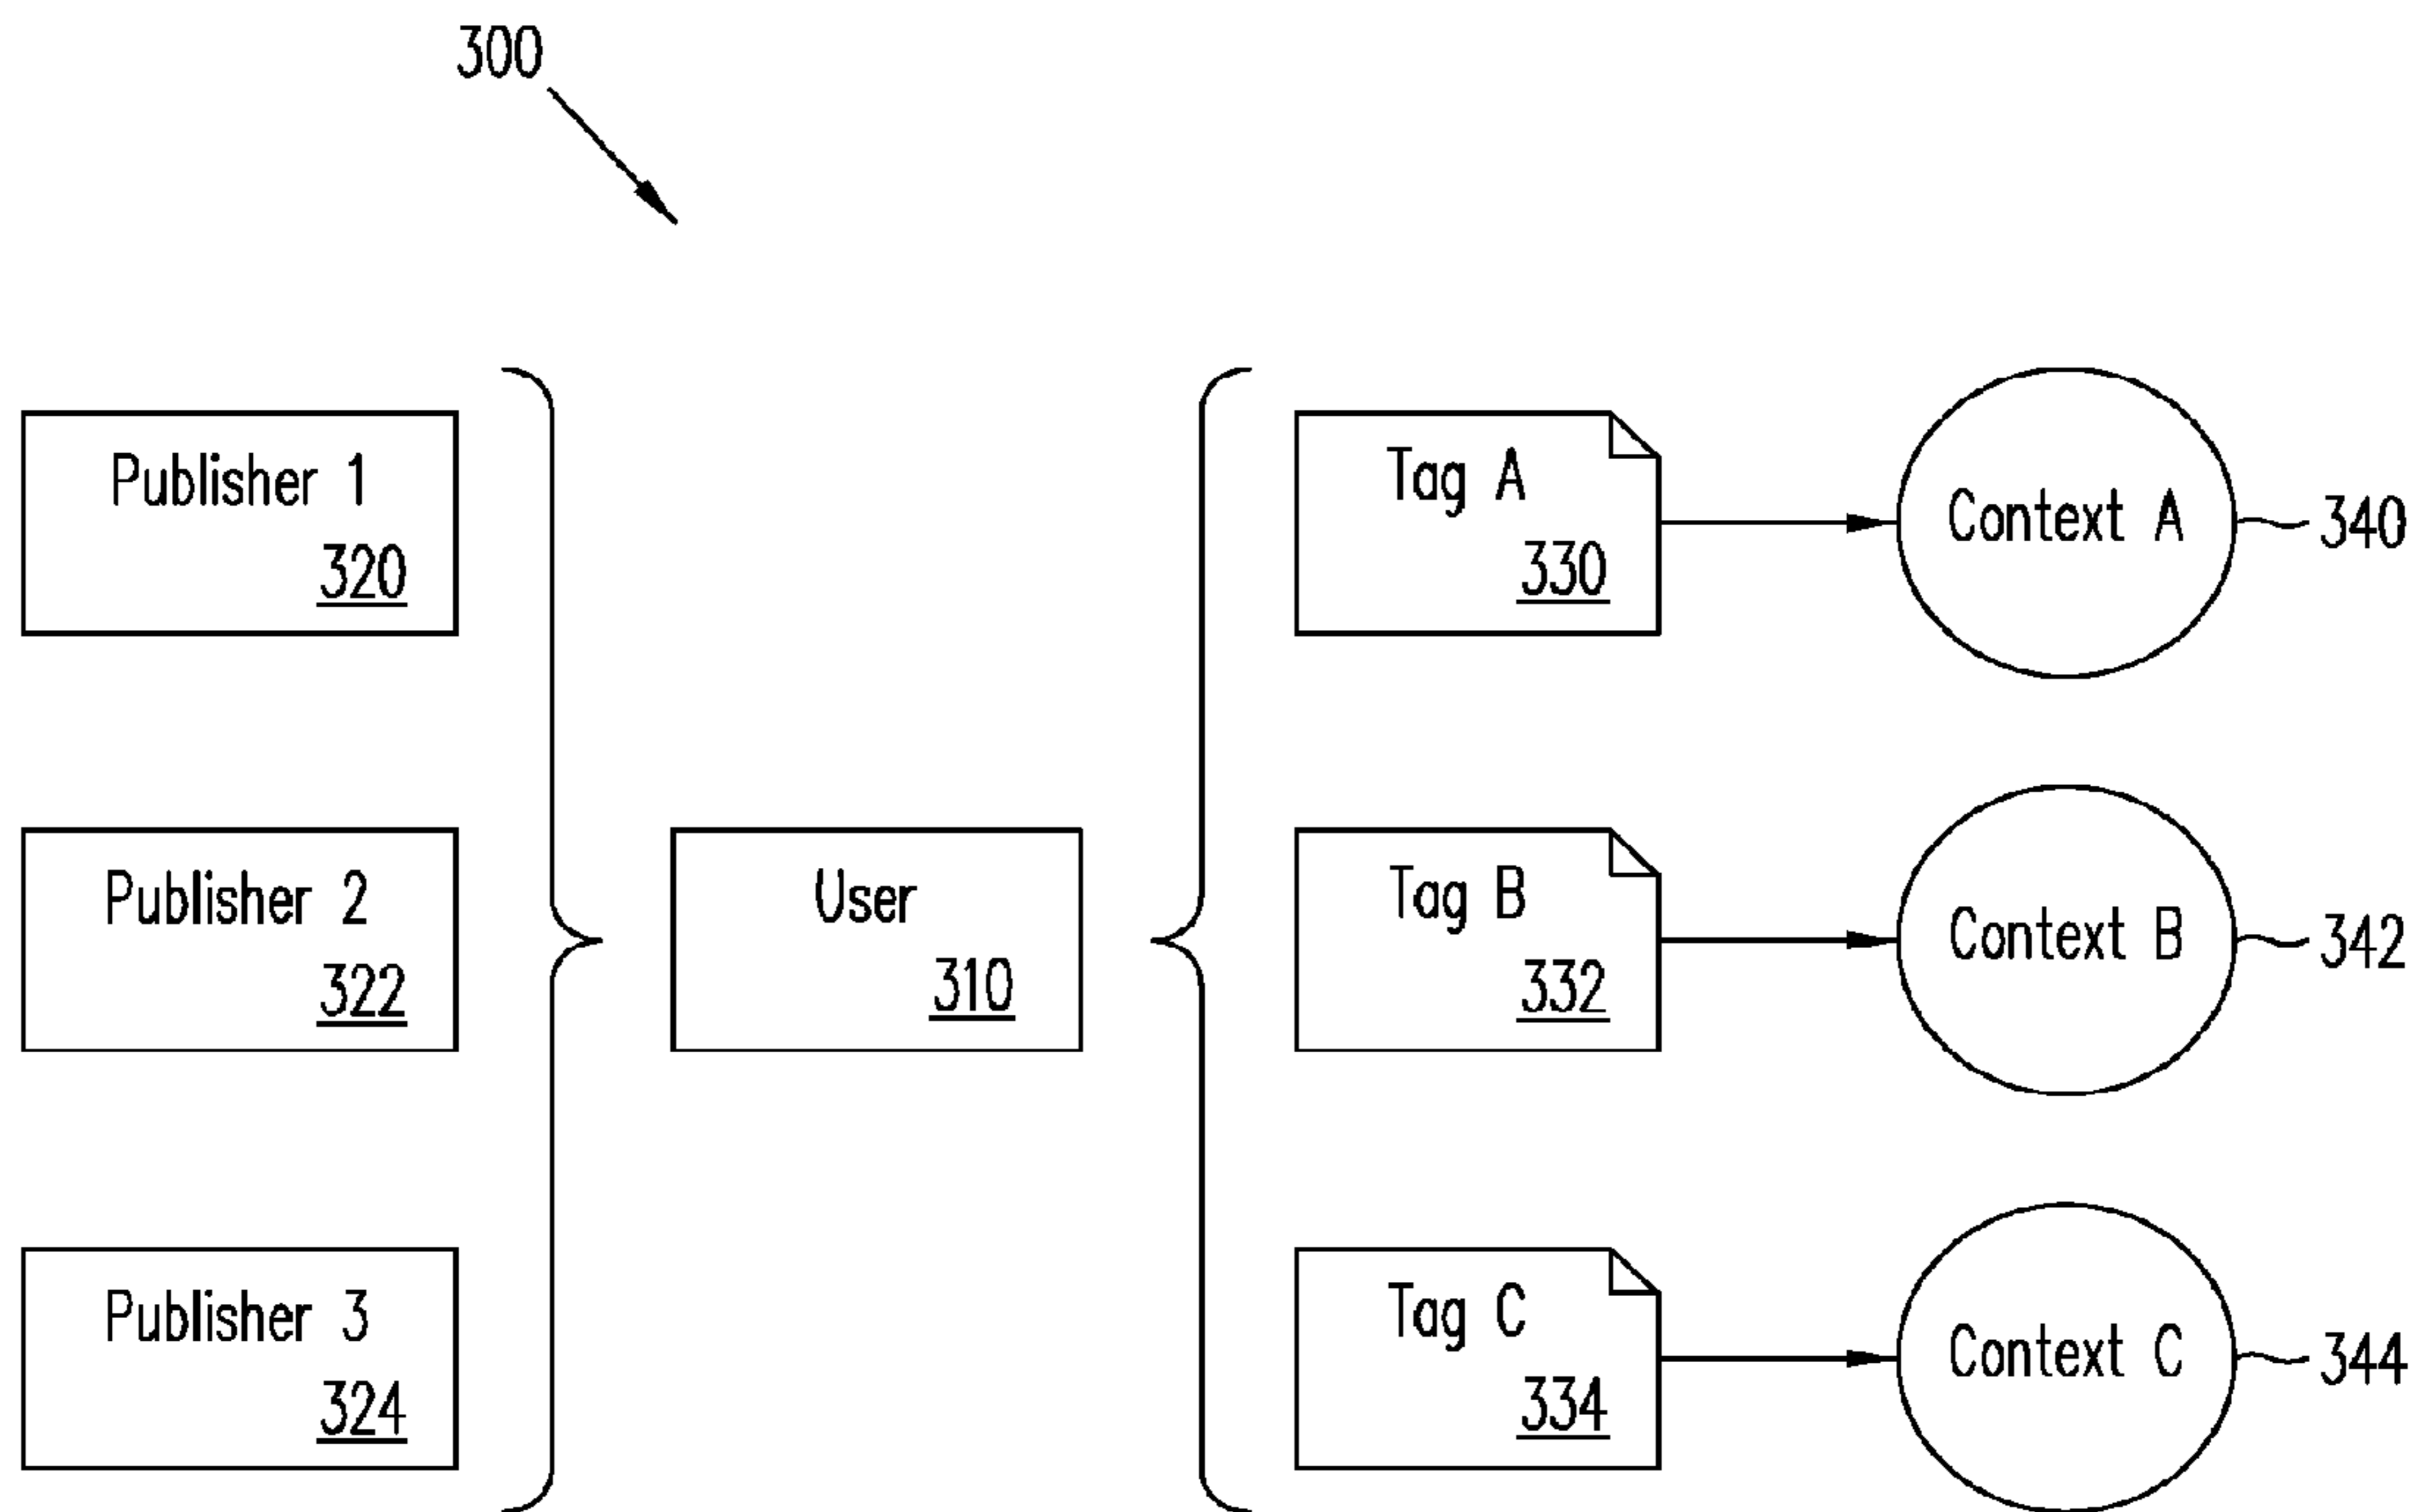 300
Publisher 1
320
Tag A
330
Context A
340
Publisher 2
322
User
310
Tag B
332
Context B
342
Publisher 3
324
Tag C
334
Context C
344